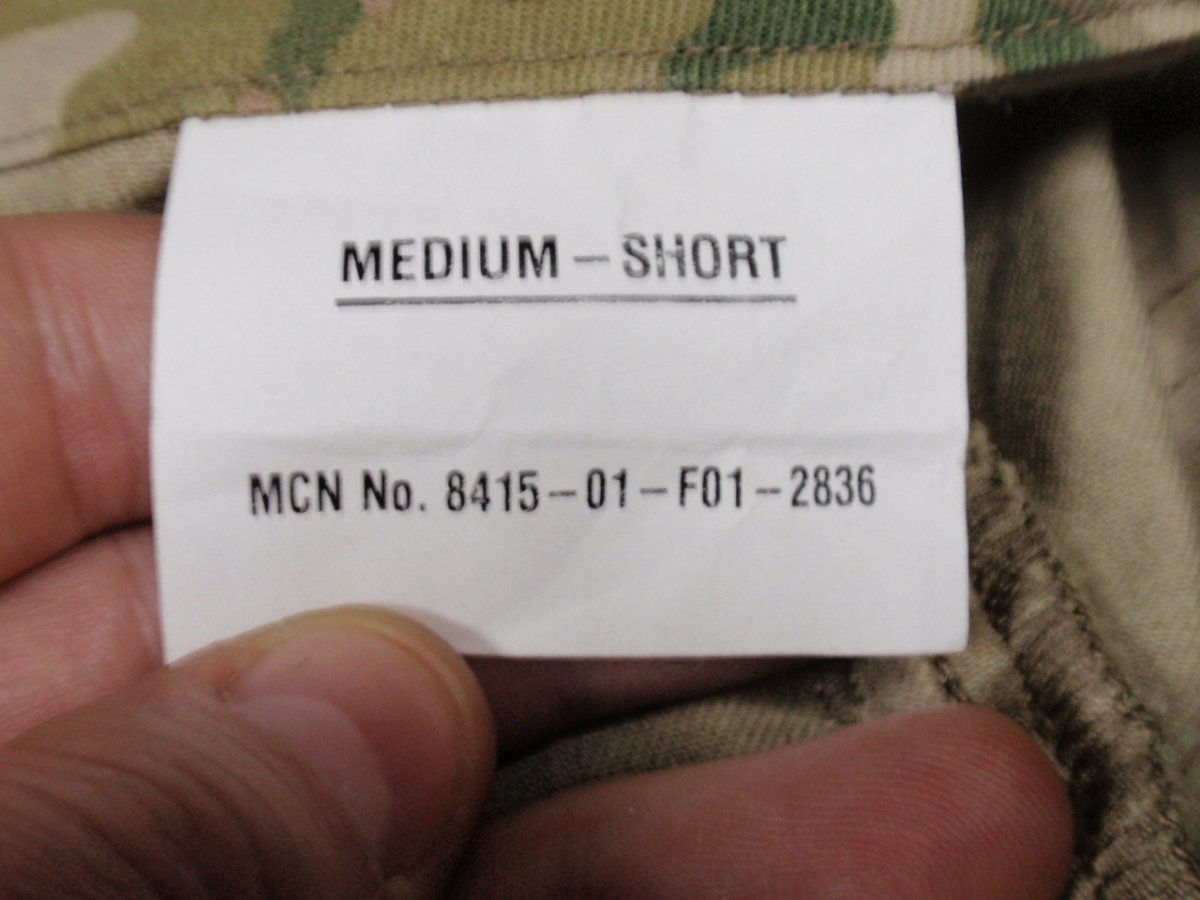 MEDIUM – SHORT
MCN No. 8415–01–F01–2836